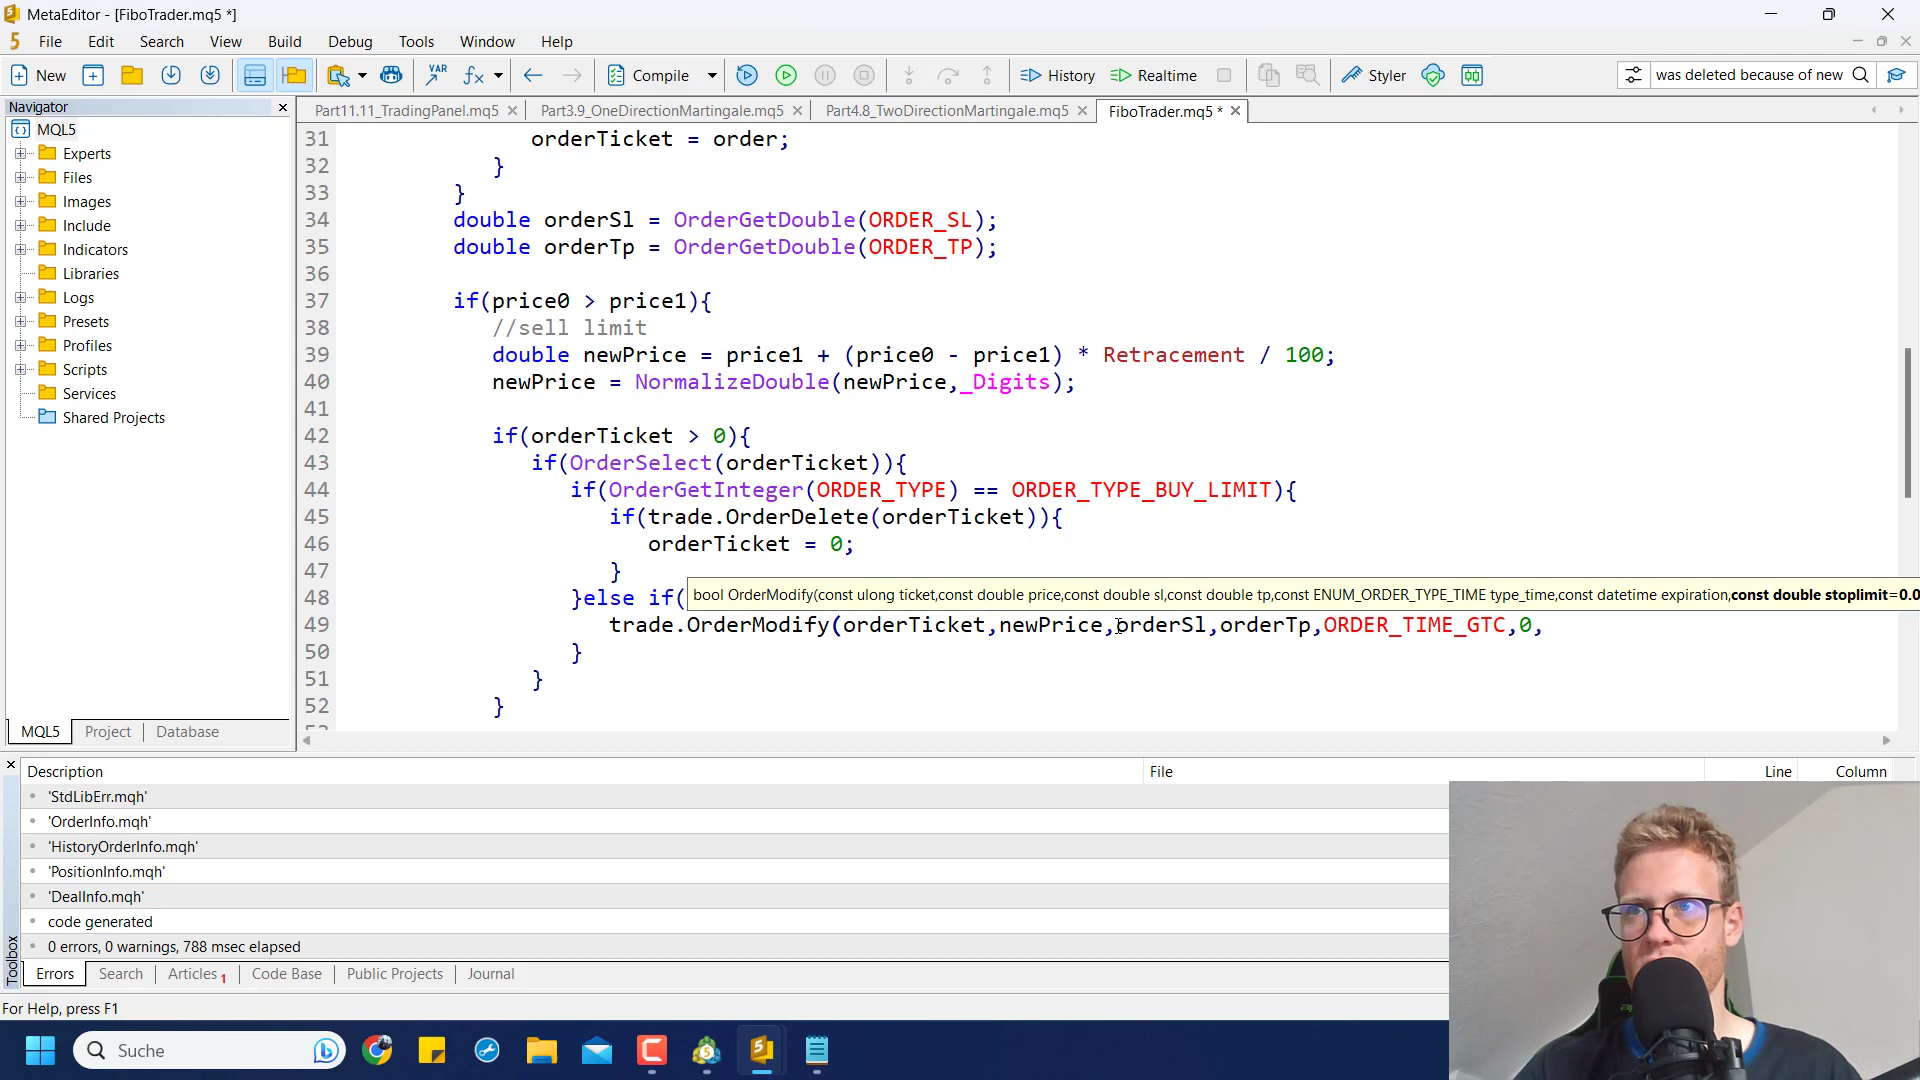 MetaEditor - [FiboTrader.mq5 *]
File Edit Search View Build Debug Tools Window Help
New Compile History Realtime Styler was deleted because of new
Navigator
MQL5
Experts
Files
Images
Include
Indicators
Libraries
Logs
Presets
Profiles
Scripts
Services
Shared Projects
MQL5 Project Database
Part11.11_TradingPanel.mq5 Part3.9_OneDirectionMartingale.mq5 Part4.8_TwoDirectionMartingale.mq5 FiboTrader.mq5 *
31 orderTicket = order;
32 }
33 }
34 double orderSl = OrderGetDouble(ORDER_SL);
35 double orderTp = OrderGetDouble(ORDER_TP);
36
37 if(price0 > price1){
38 //sell limit
39 double newPrice = price1 + (price0 - price1) * Retracement / 100;
40 newPrice = NormalizeDouble(newPrice,_Digits);
41
42 if(orderTicket > 0){
43 if(OrderSelect(orderTicket)){
44 if(OrderGetInteger(ORDER_TYPE) == ORDER_TYPE_BUY_LIMIT){
45 if(trade.OrderDelete(orderTicket)){
46 orderTicket = 0;
47 }
48 }else if(
bool OrderModify(const ulong ticket,const double price,const double sl,const double tp,const ENUM_ORDER_TYPE_TIME type_time,const datetime expiration,const double stoplimit=0.0
49 trade.OrderModify(orderTicket,newPrice,orderSl,orderTp,ORDER_TIME_GTC,0,
50 }
51 }
52 }
Description File Line Column
'StdLibErr.mqh'
'OrderInfo.mqh'
'HistoryOrderInfo.mqh'
'PositionInfo.mqh'
'DealInfo.mqh'
code generated
0 errors, 0 warnings, 788 msec elapsed
Toolbox
Errors Search Articles 1 Code Base Public Projects Journal
For Help, press F1
Suche